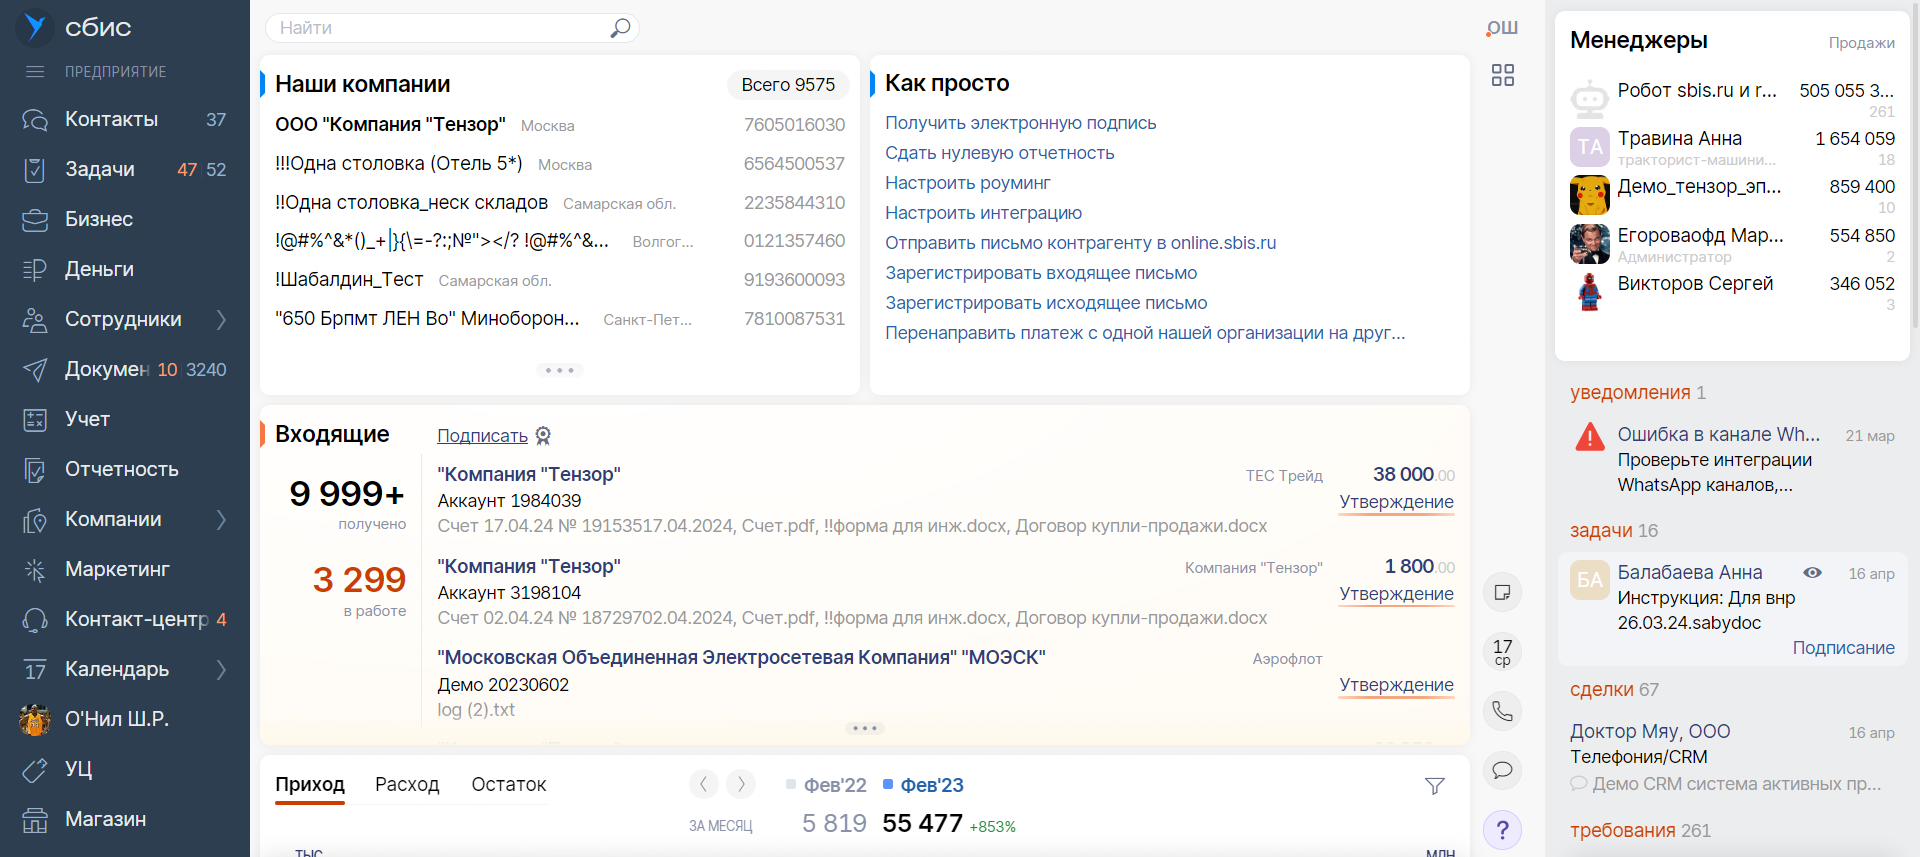 сбис
ПРЕДПРИЯТИЕ
Контакты 37
Задачи 47 52
Бизнес
Деньги
Сотрудники
Докумен 10 3240
Учет
Отчетность
Компании
Маркетинг
Контакт-центр 4
17 Календарь
О'Нил Ш.Р.
УЦ
Магазин
Найти
Наши компании Всего 9575
ООО "Компания "Тензор" Москва 7605016030
!!!Одна столовка (Отель 5*) Москва 6564500537
!!Одна столовка_неск складов Самарская обл. 2235844310
!@#%^&*()_+|}{\=-?:;№"></? !@#%^&... Волгог... 0121357460
!Шабалдин_Тест Самарская обл. 9193600093
"650 Брпмт ЛЕН Во" Миноборон... Санкт-Пет... 7810087531
Как просто
Получить электронную подпись
Сдать нулевую отчетность
Настроить роуминг
Настроить интеграцию
Отправить письмо контрагенту в online.sbis.ru
Зарегистрировать входящее письмо
Зарегистрировать исходящее письмо
Перенаправить платеж с одной нашей организации на друг...
Входящие Подписать
9 999+
получено
3 299
в работе
"Компания "Тензор" ТЕС Трейд 38 000.00
Аккаунт 1984039 Утверждение
Счет 17.04.24 № 19153517.04.2024, Счет.pdf, !!форма для инж.docx, Договор купли-продажи.docx
"Компания "Тензор" Компания "Тензор" 1 800.00
Аккаунт 3198104 Утверждение
Счет 02.04.24 № 18729702.04.2024, Счет.pdf, !!форма для инж.docx, Договор купли-продажи.docx
"Московская Объединенная Электросетевая Компания" "МОЭСК" Аэрофлот
Демо 20230602 Утверждение
log (2).txt
Приход Расход Остаток Фев'22 Фев'23
ЗА МЕСЯЦ 5 819 55 477 +853%
тыс млн
ОШ
17
ср
?
Менеджеры Продажи
Робот sbis.ru и r... 505 055 3...
261
ТА Травина Анна 1 654 059
тракторист-машини... 18
Демо_тензор_эп... 859 400
10
Егороваофд Мар... 554 850
Администратор 2
Викторов Сергей 346 052
3
уведомления 1
Ошибка в канале Wh... 21 мар
Проверьте интеграции
WhatsApp каналов,...
задачи 16
БА Балабаева Анна 16 апр
Инструкция: Для внр
26.03.24.sabydoc
Подписание
сделки 67
Доктор Мяу, ООО 16 апр
Телефония/CRM
Демо CRM система активных пр...
требования 261